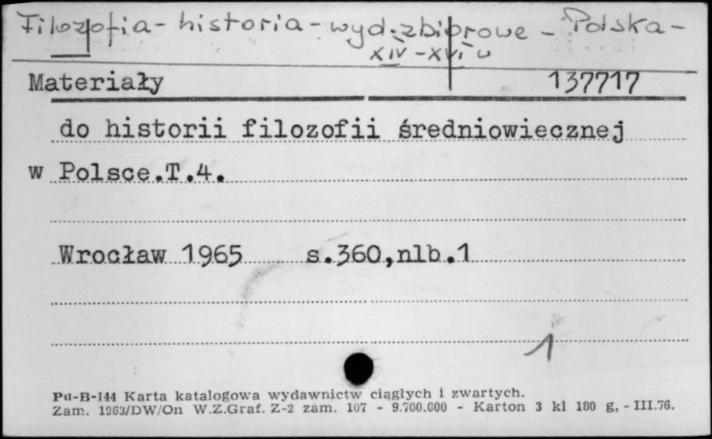 Filozofia - historia - wyd. zbiorowe - Polska -
XIV - XVI w
Materiały 137717
do historii filozofii średniowiecznej
w Polsce.T.4.
Wrocław 1965 s.360,nlb.1
1
Pu-B-144 Karta katalogowa wydawnictw ciągłych i zwartych.
Zam. 1963/DW/On W.Z.Graf. Z-2 zam. 107 - 9.700.000 - Karton 3 kl 180 g, - III.76.